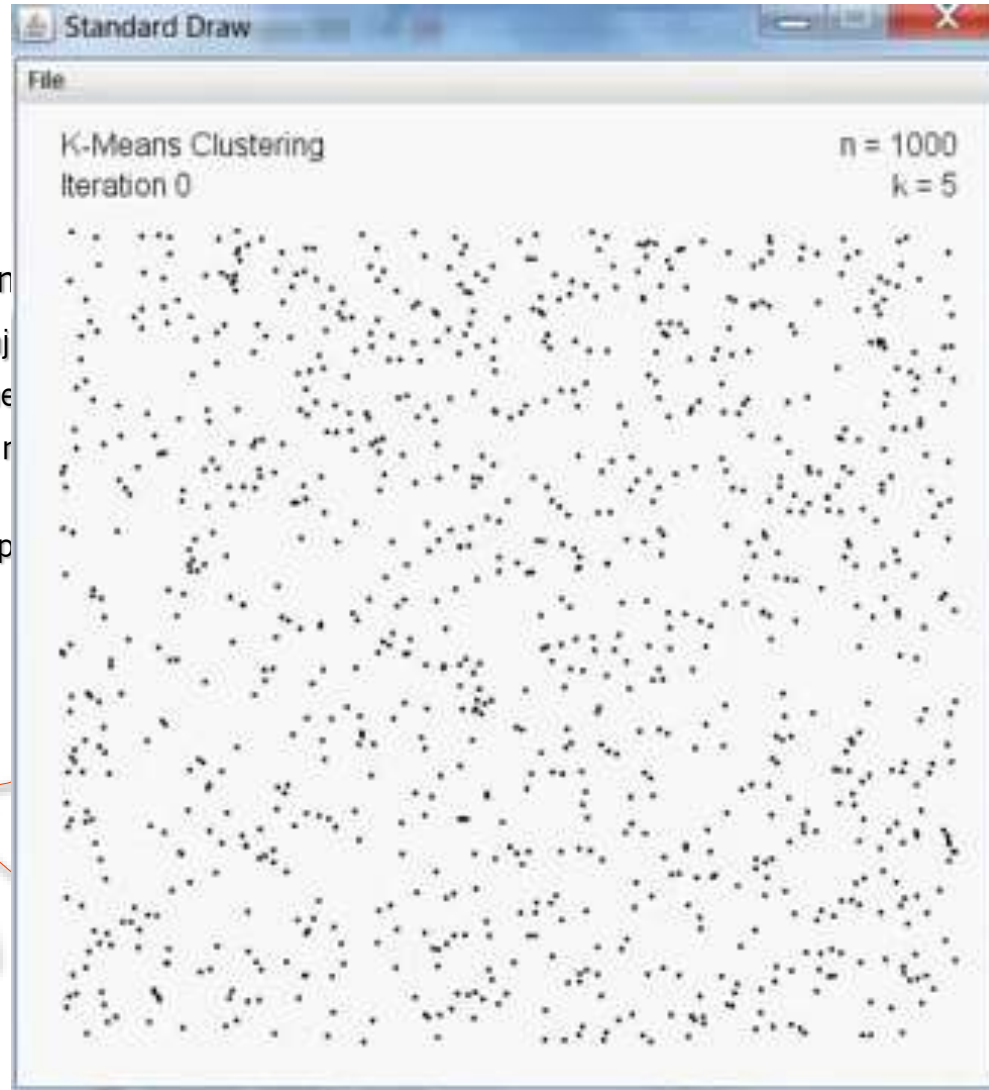 Standard Draw
File
K-Means Clustering
n = 1000
Iteration 0
k = 5